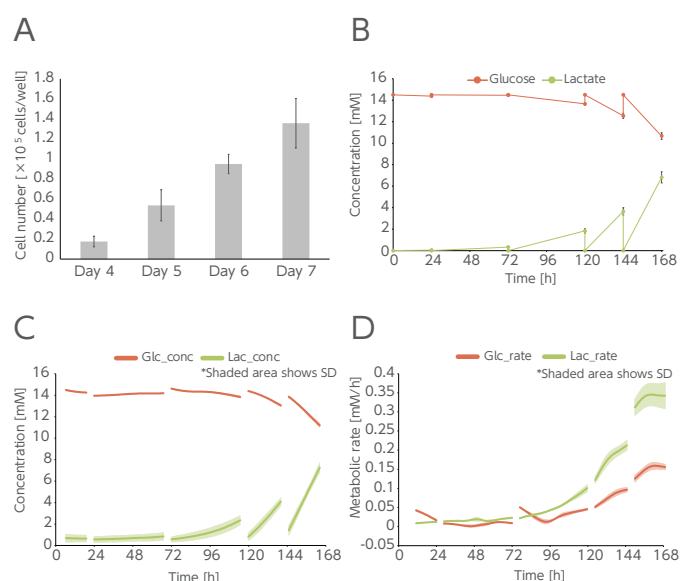 A
Cell number [×10⁵ cells/well]
1.8
1.6
1.4
1.2
1
0.8
0.6
0.4
0.2
0
Day 4 Day 5 Day 6 Day 7
B
Glucose Lactate
Concentration [mM]
16
14
12
10
8
6
4
2
0
0 24 48 72 96 120 144 168
Time [h]
C
Glc_conc Lac_conc
*Shaded area shows SD
Concentration [mM]
16
14
12
10
8
6
4
2
0
0 24 48 72 96 120 144 168
Time [h]
D
Glc_rate Lac_rate
*Shaded area shows SD
Metabolic rate [mM/h]
0.4
0.35
0.3
0.25
0.2
0.15
0.1
0.05
0
-0.05
0 24 48 72 96 120 144 168
Time [h]